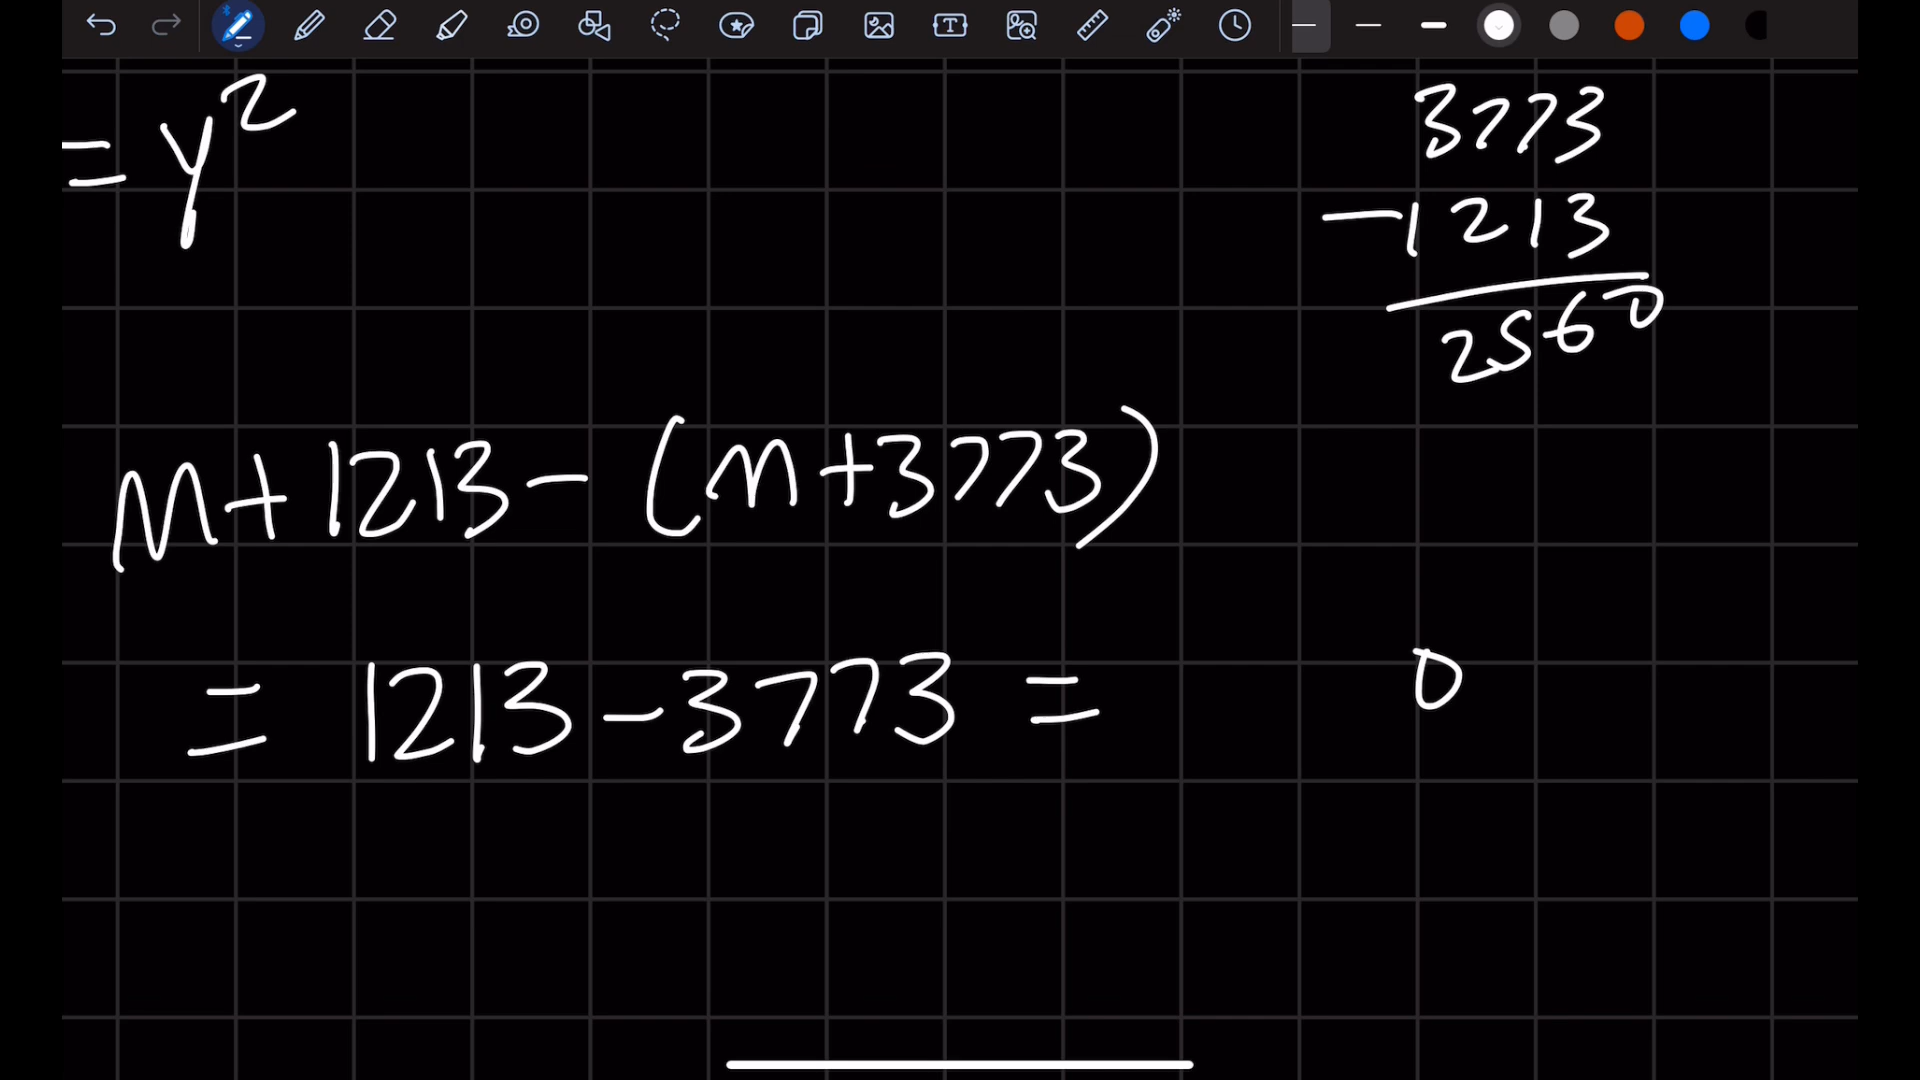 = y²
3773
-1213
2560
n+1213-(n+3773)
= 1213-3773 =
0